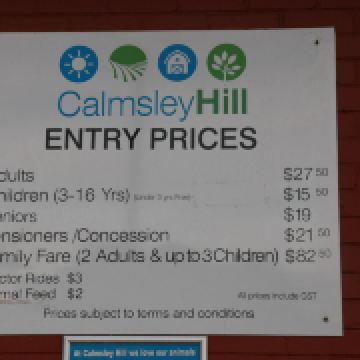 CalmsleyHill
ENTRY PRICES
dults $27 50
hildren (3-16 Yrs) (Under 3 yrs Free) $15 50
eniors $19
ensioners /Concession $21 50
mily Fare (2 Adults & up to 3 Children) $82 50
ctor Rides $3
mal Feed $2
All prices include GST
Prices subject to terms and conditions
At Calmsley Hill we love our animals